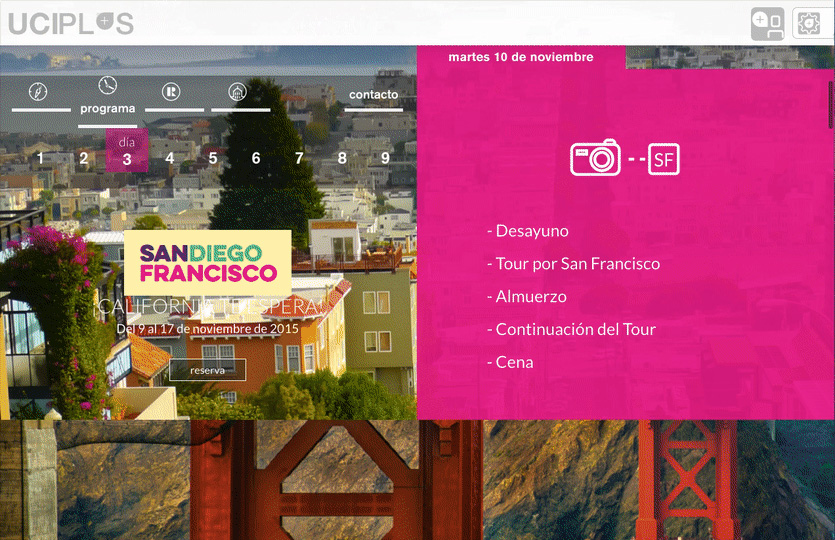 UCIPL+S
martes 10 de noviembre
programa
contacto
día
1 2 3 4 5 6 7 8 9
SF
SANDIEGO
FRANCISCO
¡CALIFORNIA TE ESPERA!
Del 9 al 17 de noviembre de 2015
reserva
- Desayuno
- Tour por San Francisco
- Almuerzo
- Continuación del Tour
- Cena